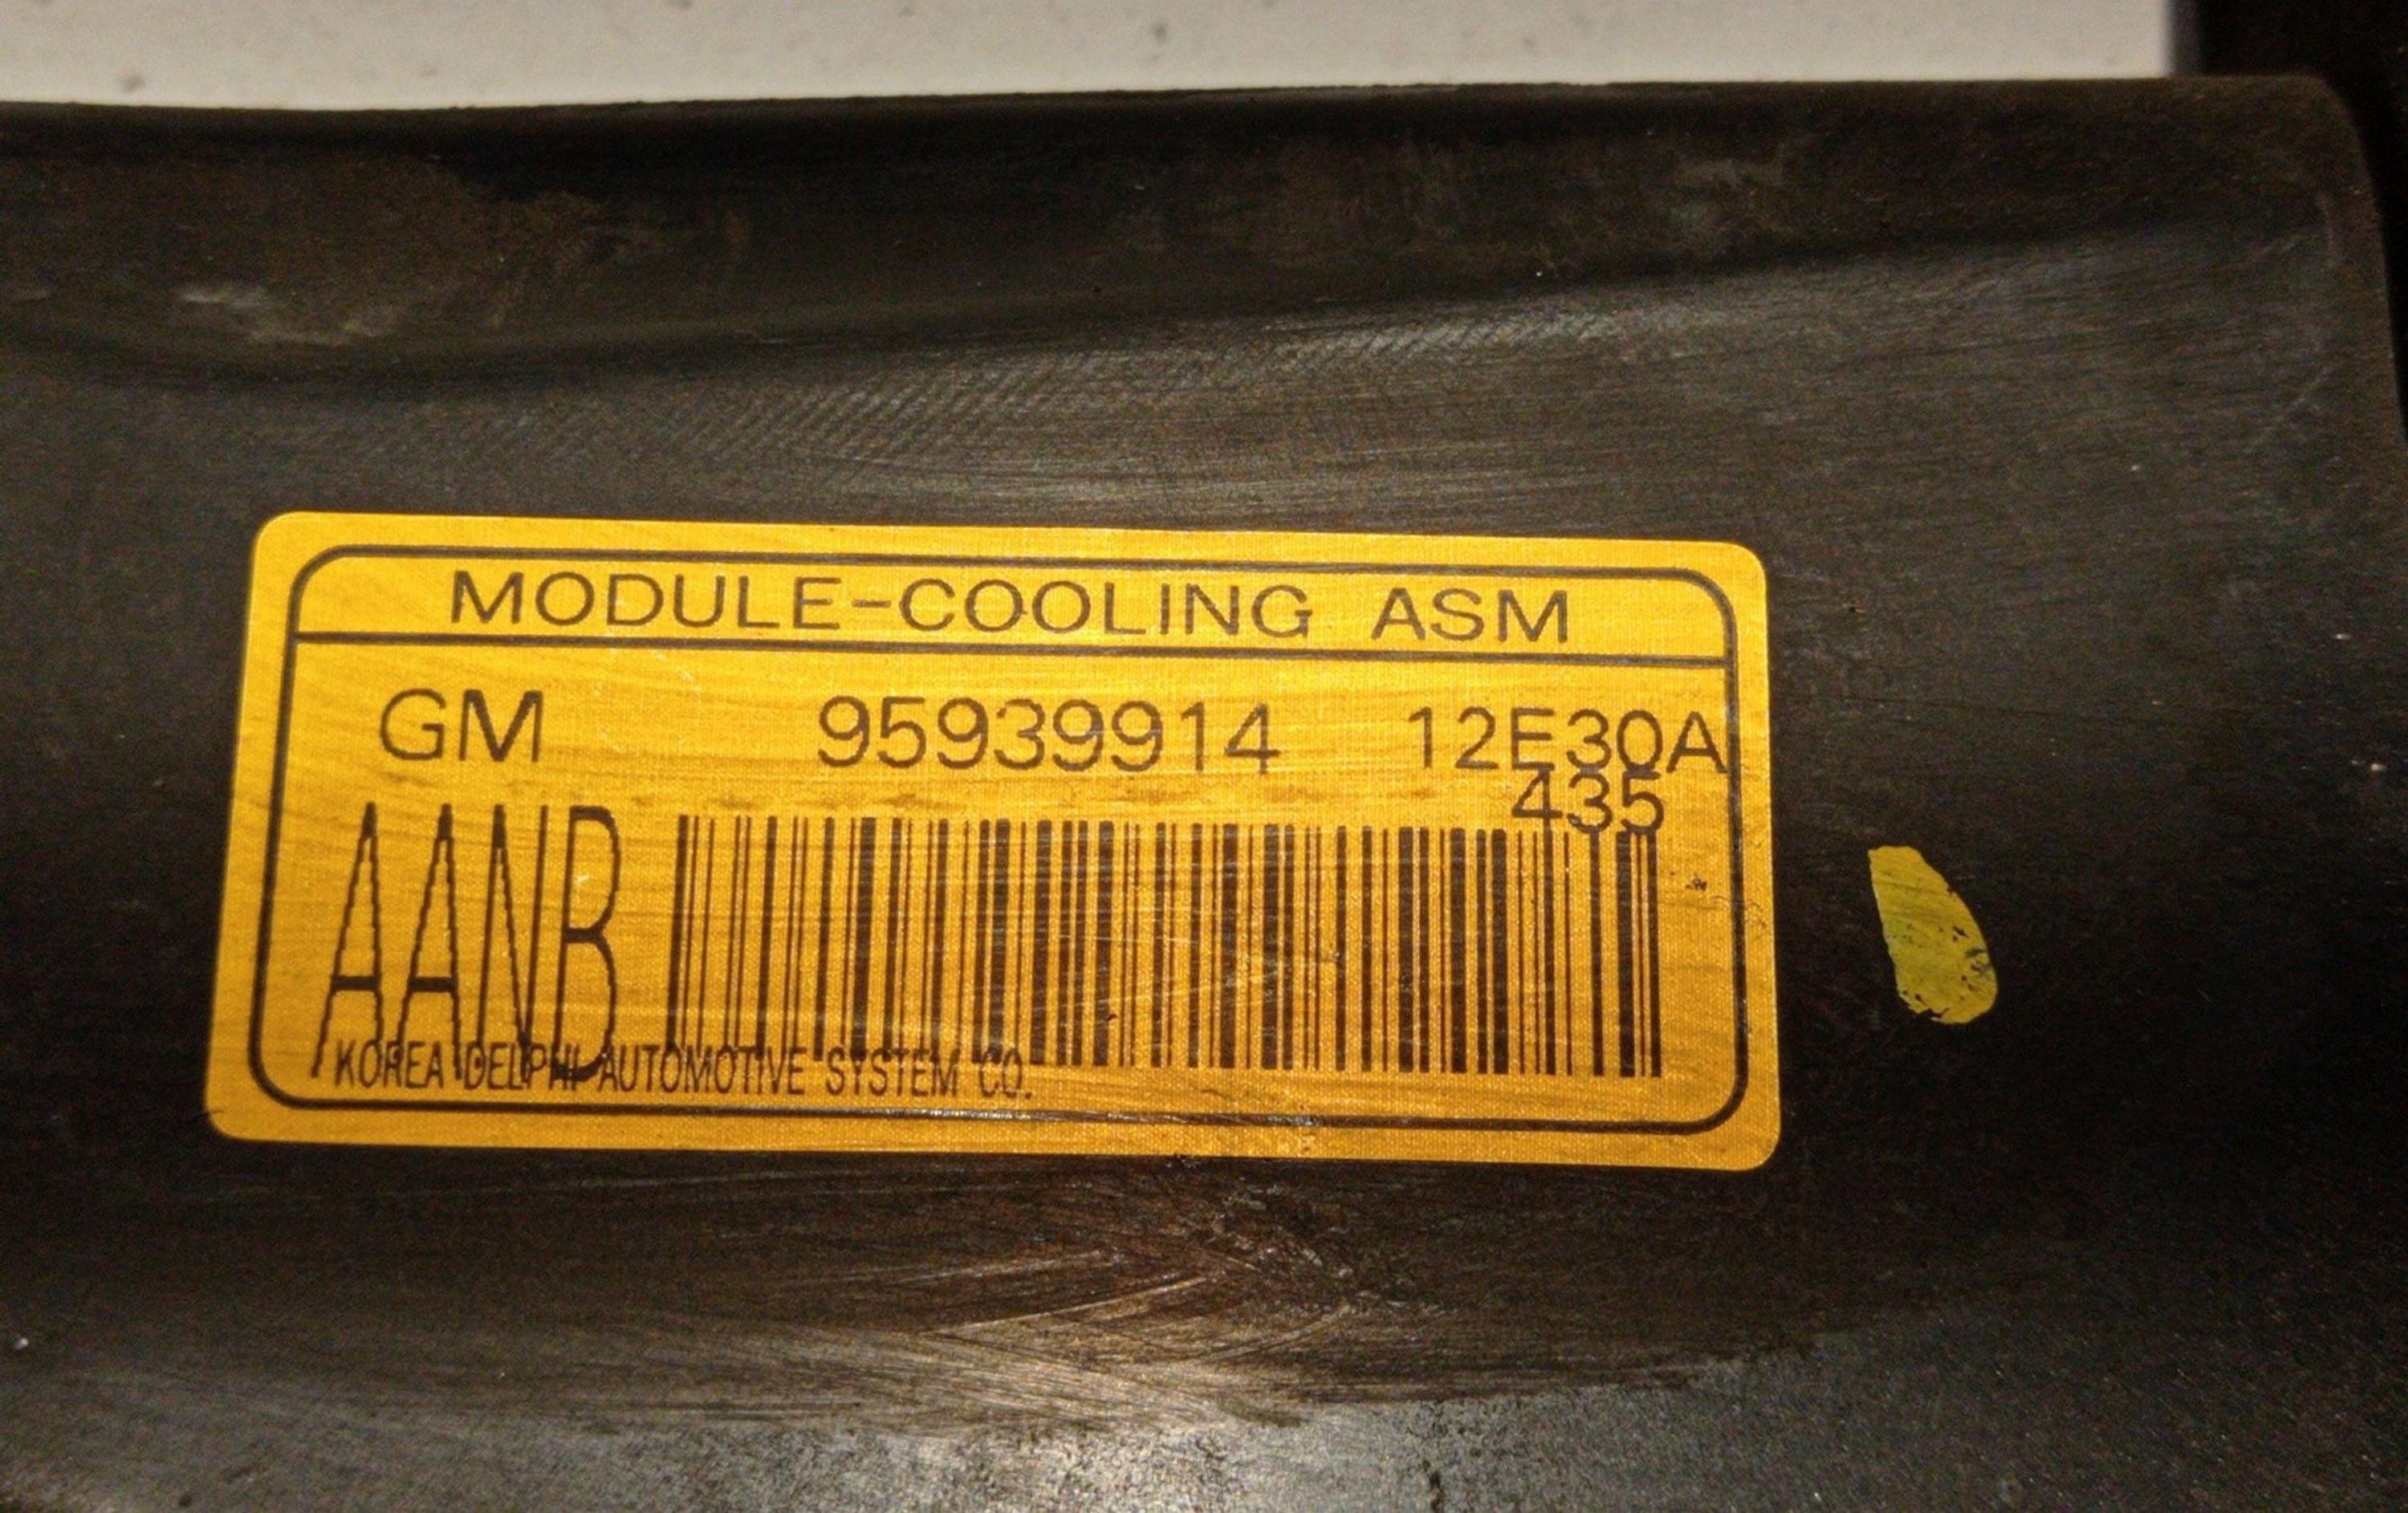 MODULE-COOLING ASM
GM 95939914 12E30A
435
AANB
KOREA DELPHI AUTOMOTIVE SYSTEM CO.